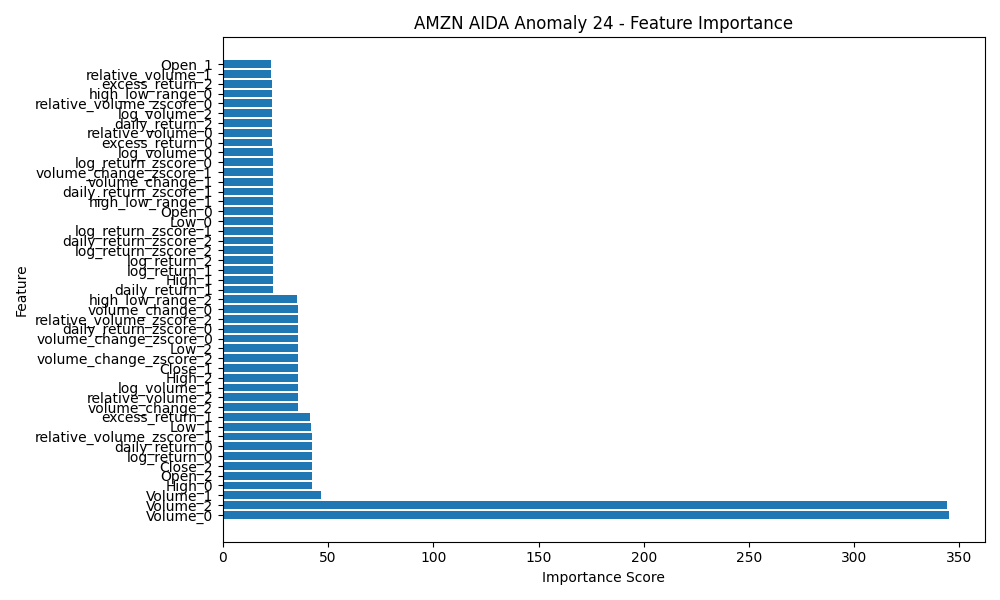 AMZN AIDA Anomaly 24 - Feature Importance
Open_1
relative_volume_1
excess_return_2
high_low_range_0
relative_volume_zscore_0
log_volume_2
daily_return_2
relative_volume_0
excess_return_0
log_volume_0
log_return_zscore_0
volume_change_zscore_1
volume_change_1
daily_return_zscore_1
high_low_range_1
Open_0
Low_0
log_return_zscore_1
daily_return_zscore_2
log_return_zscore_2
log_return_2
log_return_1
High_1
daily_return_1
high_low_range_2
volume_change_0
relative_volume_zscore_2
daily_return_zscore_0
volume_change_zscore_0
Low_2
volume_change_zscore_2
Close_1
High_2
log_volume_1
relative_volume_2
volume_change_2
excess_return_1
Low_1
relative_volume_zscore_1
daily_return_0
log_return_0
Close_2
Open_2
High_0
Volume_1
Volume_2
Volume_0
Feature
0 50 100 150 200 250 300 350
Importance Score